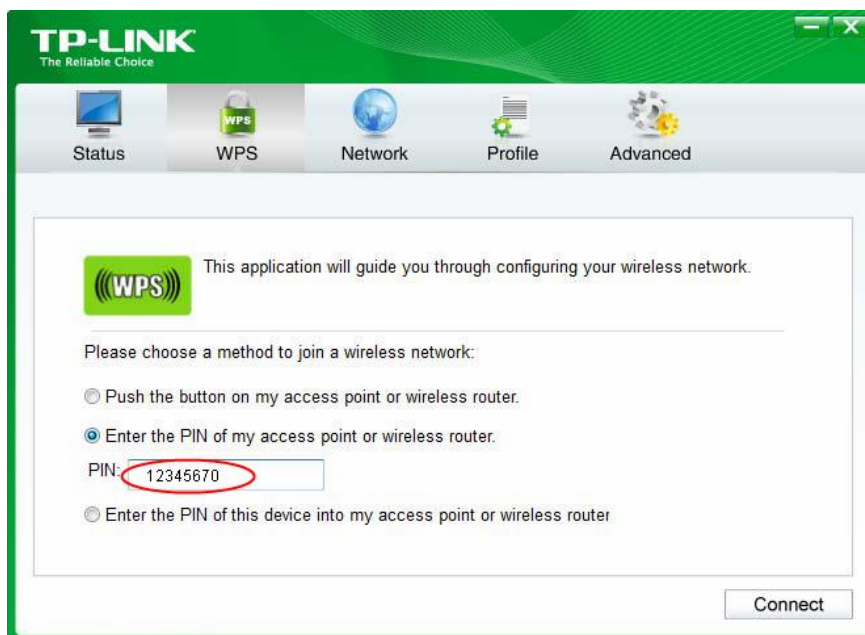 TP-LINK
The Reliable Choice
Status WPS Network Profile Advanced
WPS
(((WPS)))
This application will guide you through configuring your wireless network.
Please choose a method to join a wireless network:
Push the button on my access point or wireless router.
Enter the PIN of my access point or wireless router.
PIN: 12345670
Enter the PIN of this device into my access point or wireless router
Connect